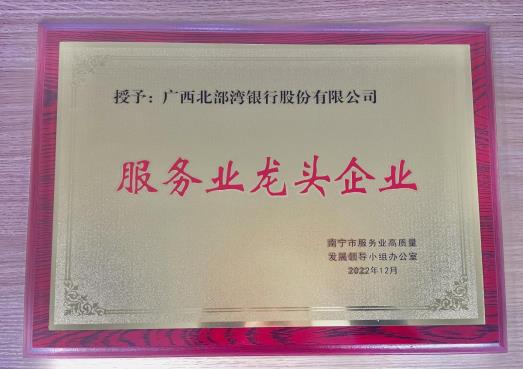 授予：广西北部湾银行股份有限公司
服务业龙头企业
南宁市服务业高质量
发展领导小组办公室
2022年12月